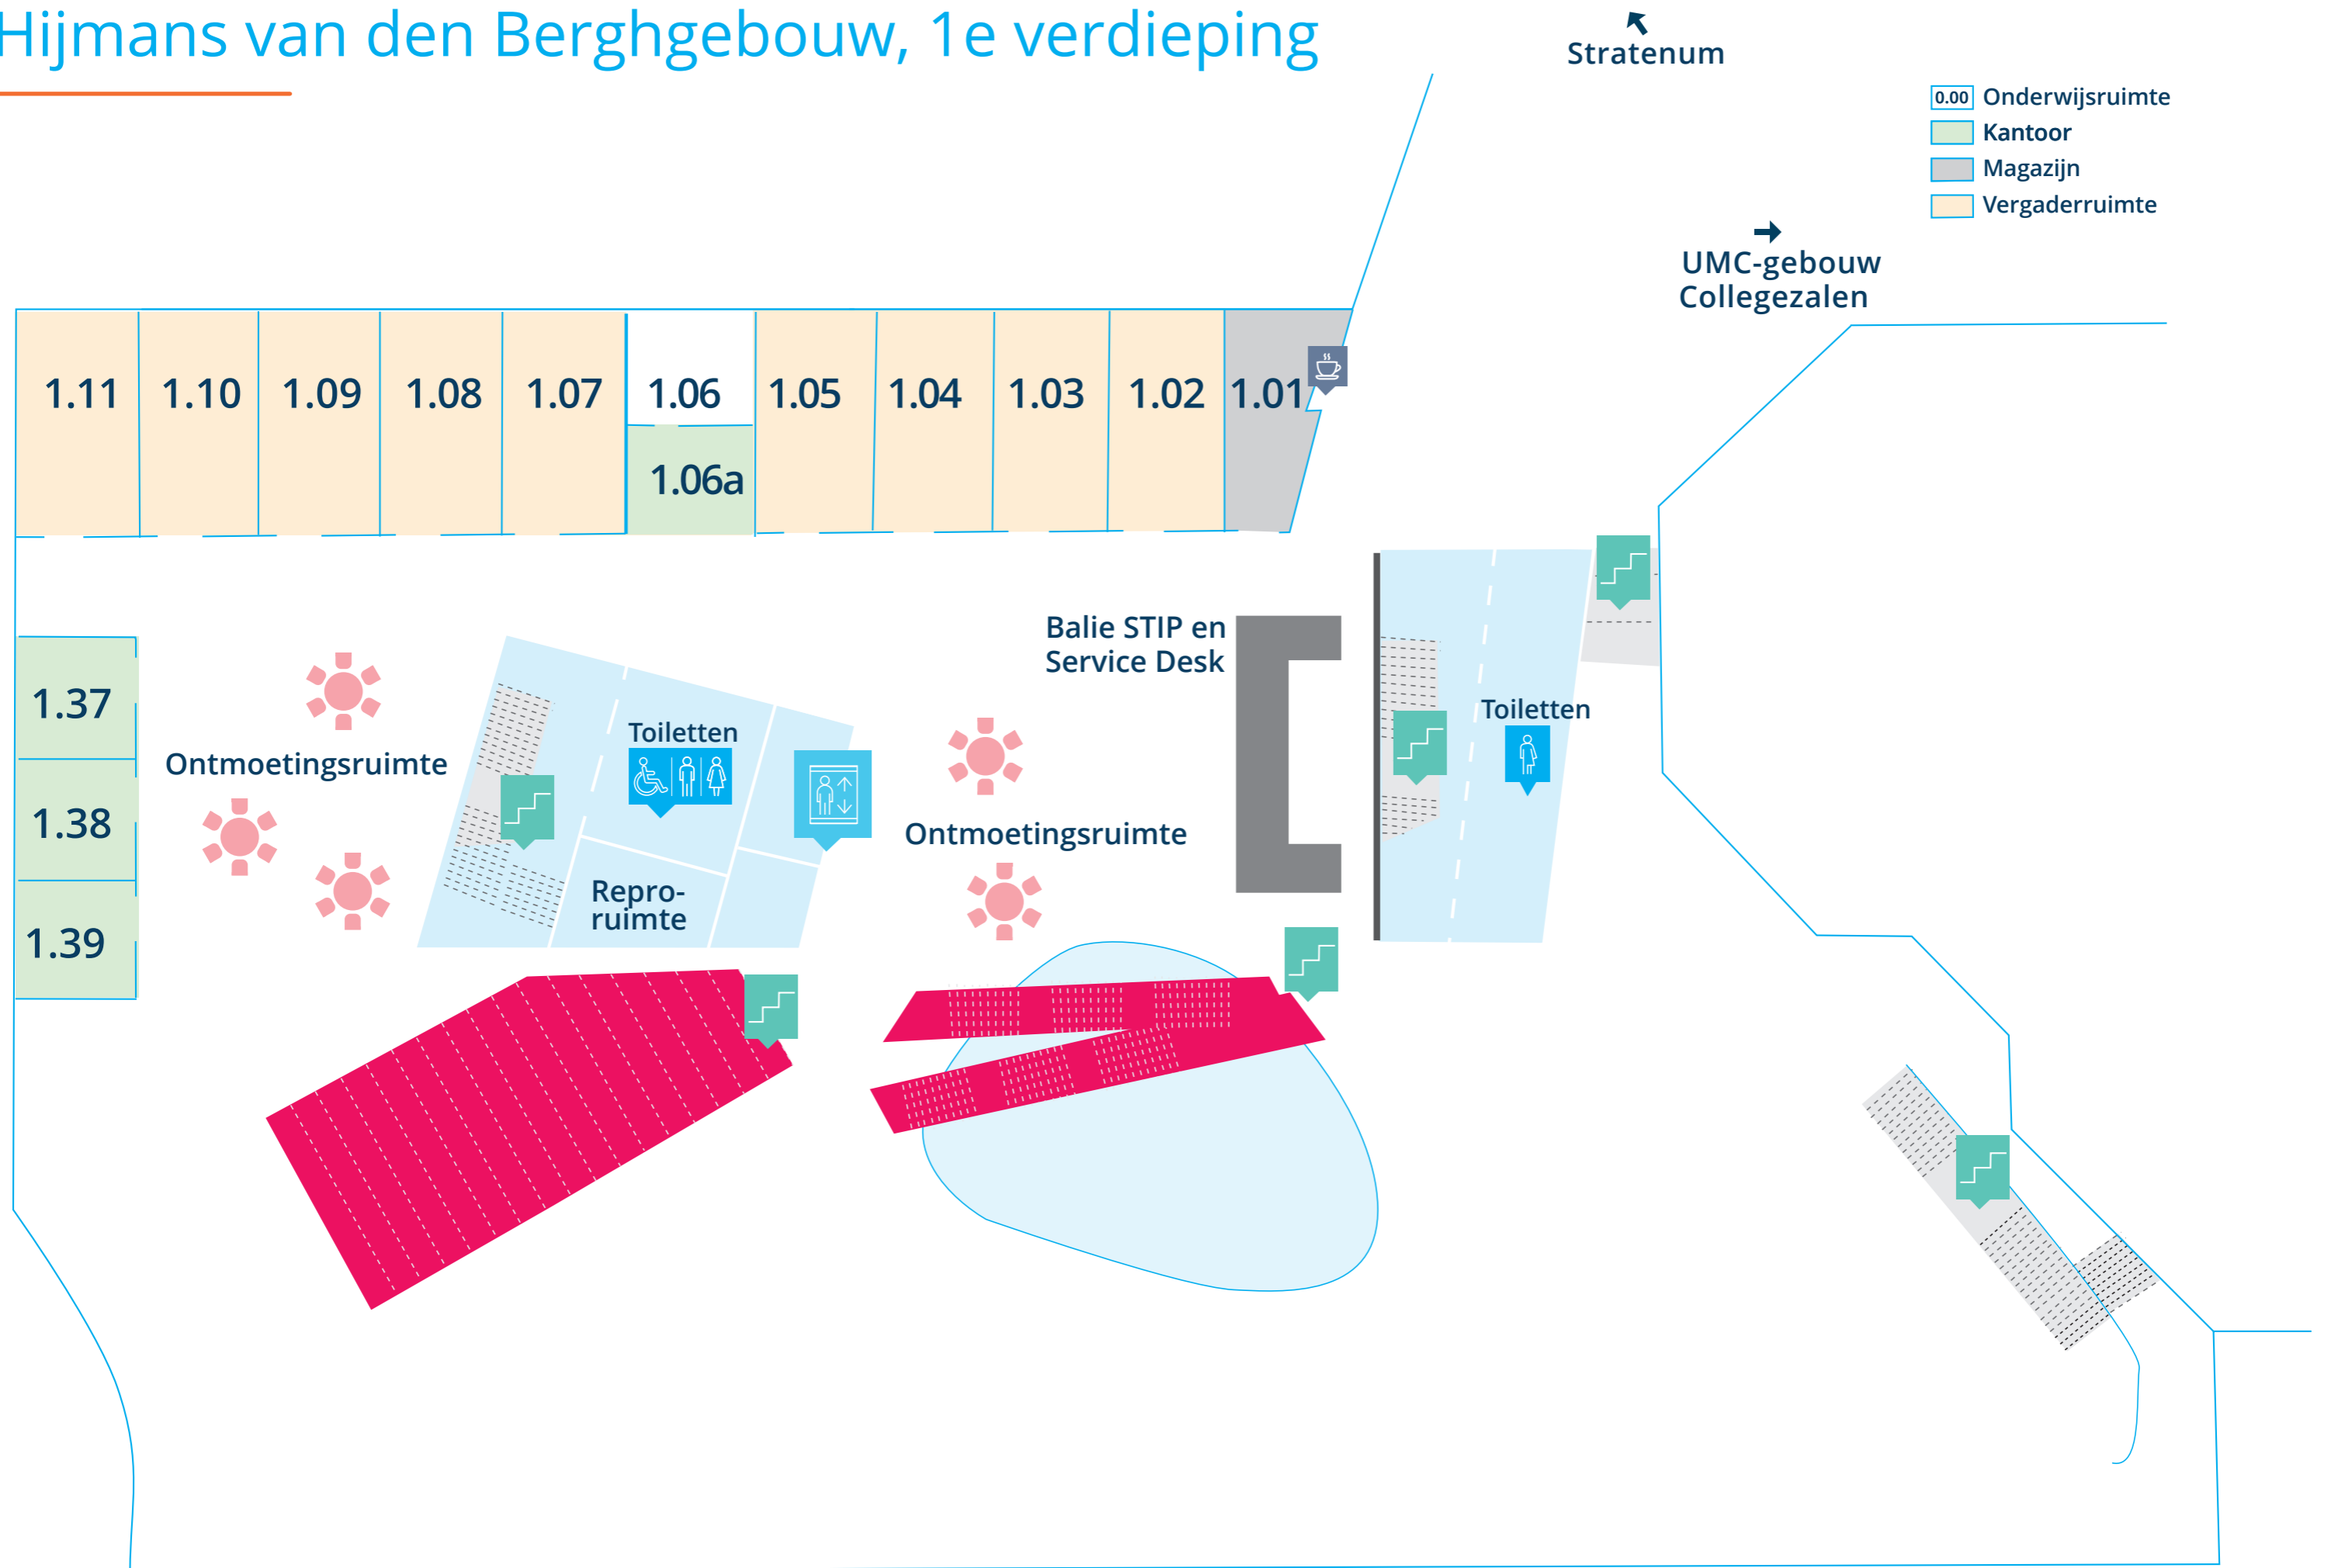 Hijmans van den Berghgebouw, 1e verdieping
Stratenum
0.00 Onderwijsruimte
Kantoor
Magazijn
Vergaderruimte
UMC-gebouw
Collegezalen
1.11 1.10 1.09 1.08 1.07 1.06 1.05 1.04 1.03 1.02 1.01
1.06a
Balie STIP en
Service Desk
1.37
Toiletten
Toiletten
Ontmoetingsruimte
1.38
Ontmoetingsruimte
Repro-
ruimte
1.39